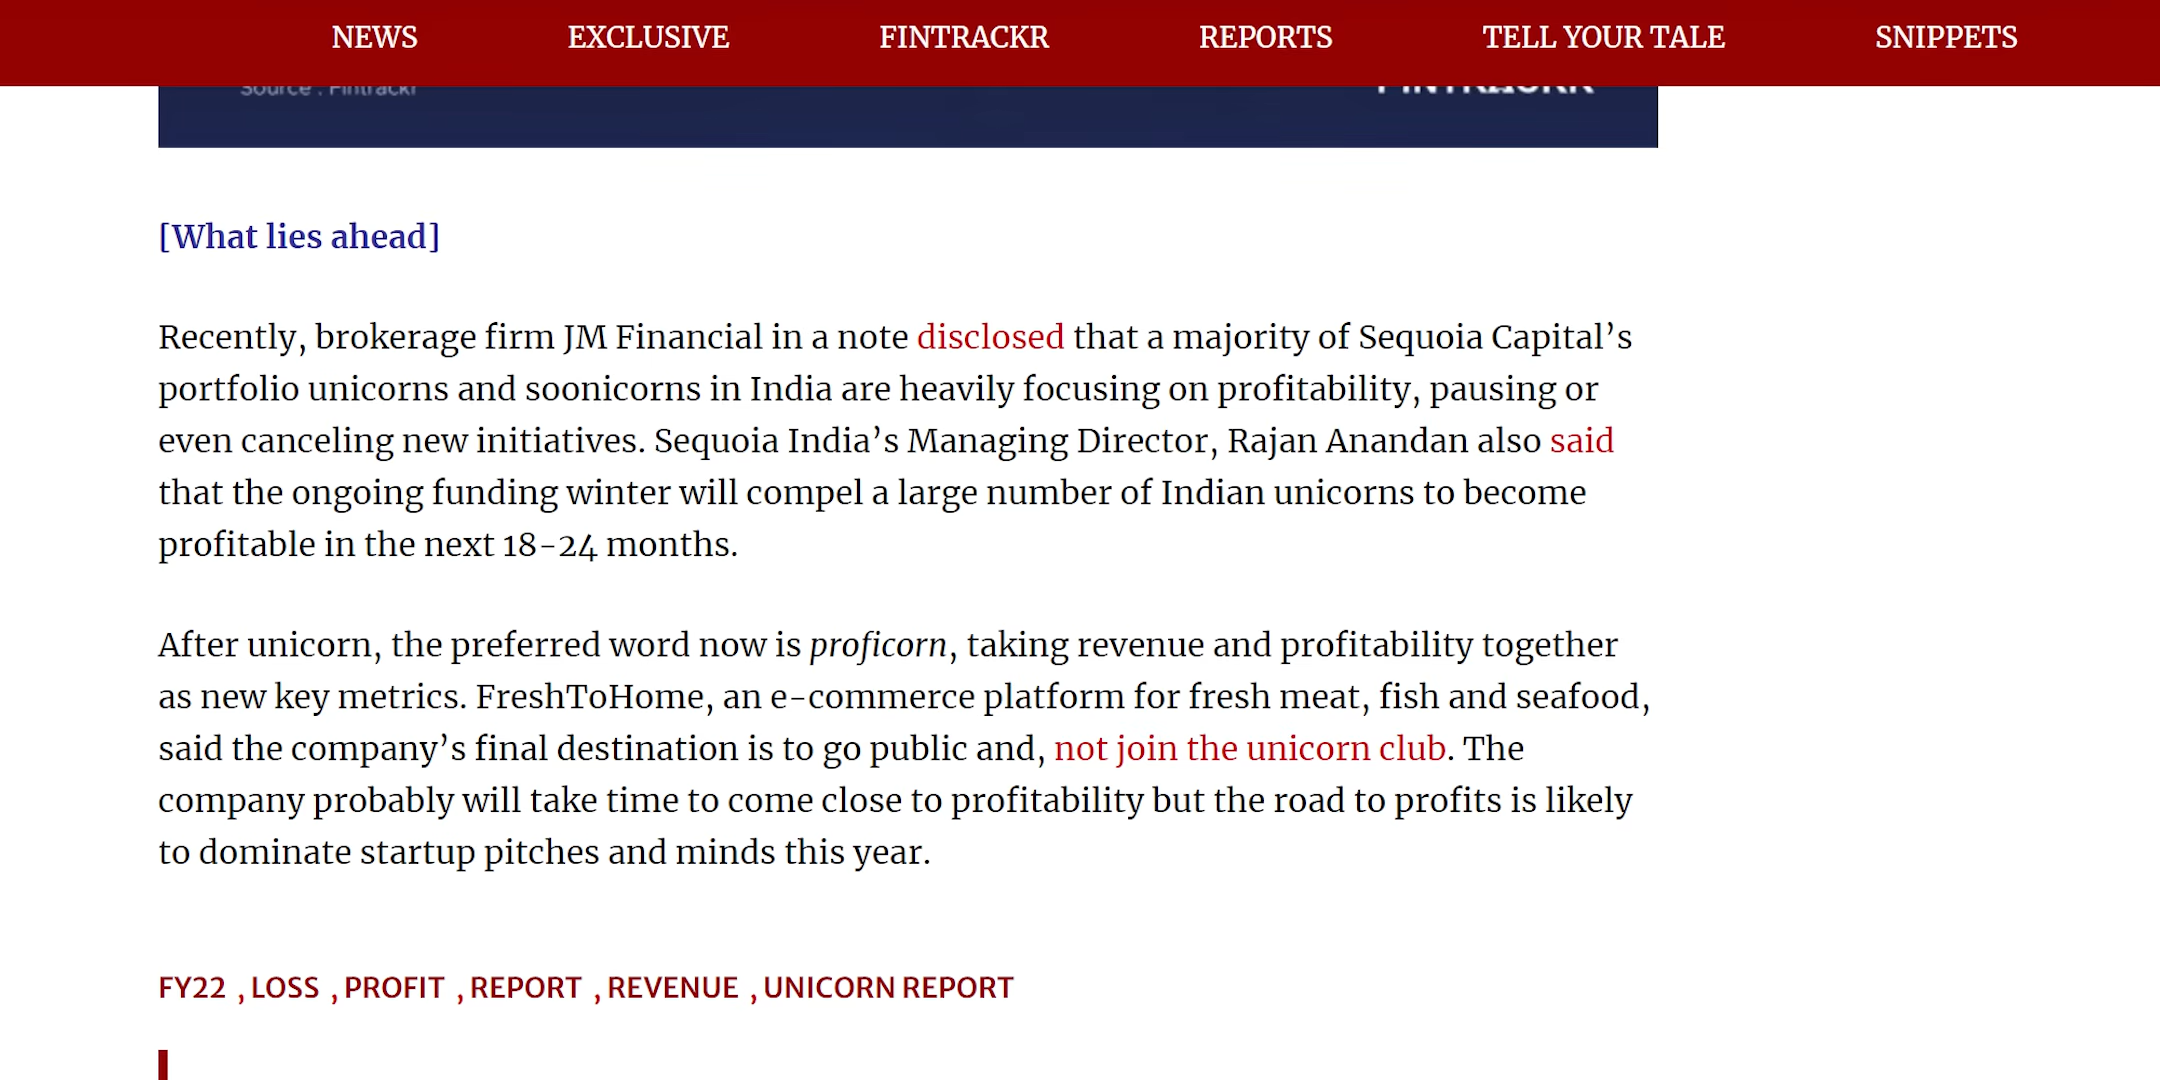 NEWS EXCLUSIVE FINTRACKR REPORTS TELL YOUR TALE SNIPPETS
Source : Fintrackr FINTRACKR
[What lies ahead]
Recently, brokerage firm JM Financial in a note disclosed that a majority of Sequoia Capital’s
portfolio unicorns and soonicorns in India are heavily focusing on profitability, pausing or
even canceling new initiatives. Sequoia India’s Managing Director, Rajan Anandan also said
that the ongoing funding winter will compel a large number of Indian unicorns to become
profitable in the next 18-24 months.
After unicorn, the preferred word now is proficorn, taking revenue and profitability together
as new key metrics. FreshToHome, an e-commerce platform for fresh meat, fish and seafood,
said the company’s final destination is to go public and, not join the unicorn club. The
company probably will take time to come close to profitability but the road to profits is likely
to dominate startup pitches and minds this year.
FY22 , LOSS , PROFIT , REPORT , REVENUE , UNICORN REPORT